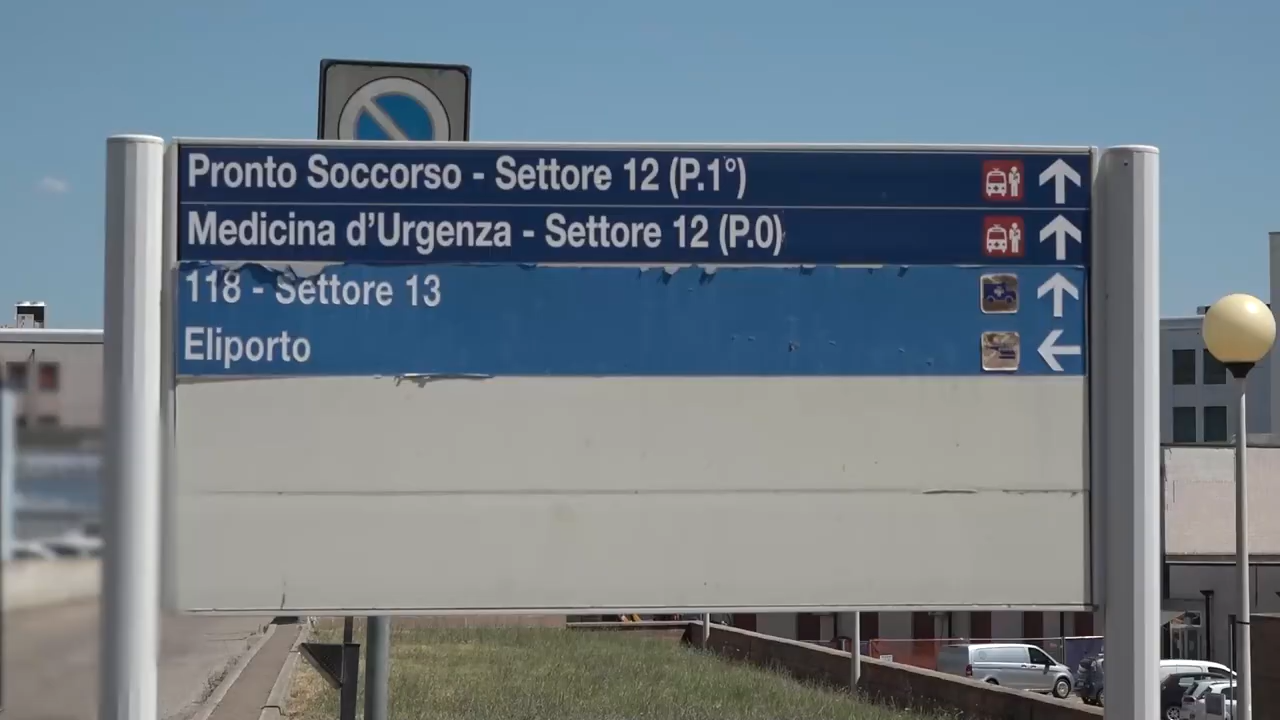 Pronto Soccorso - Settore 12 (P.1°)
Medicina d'Urgenza - Settore 12 (P.0)
118 - Settore 13
Eliporto